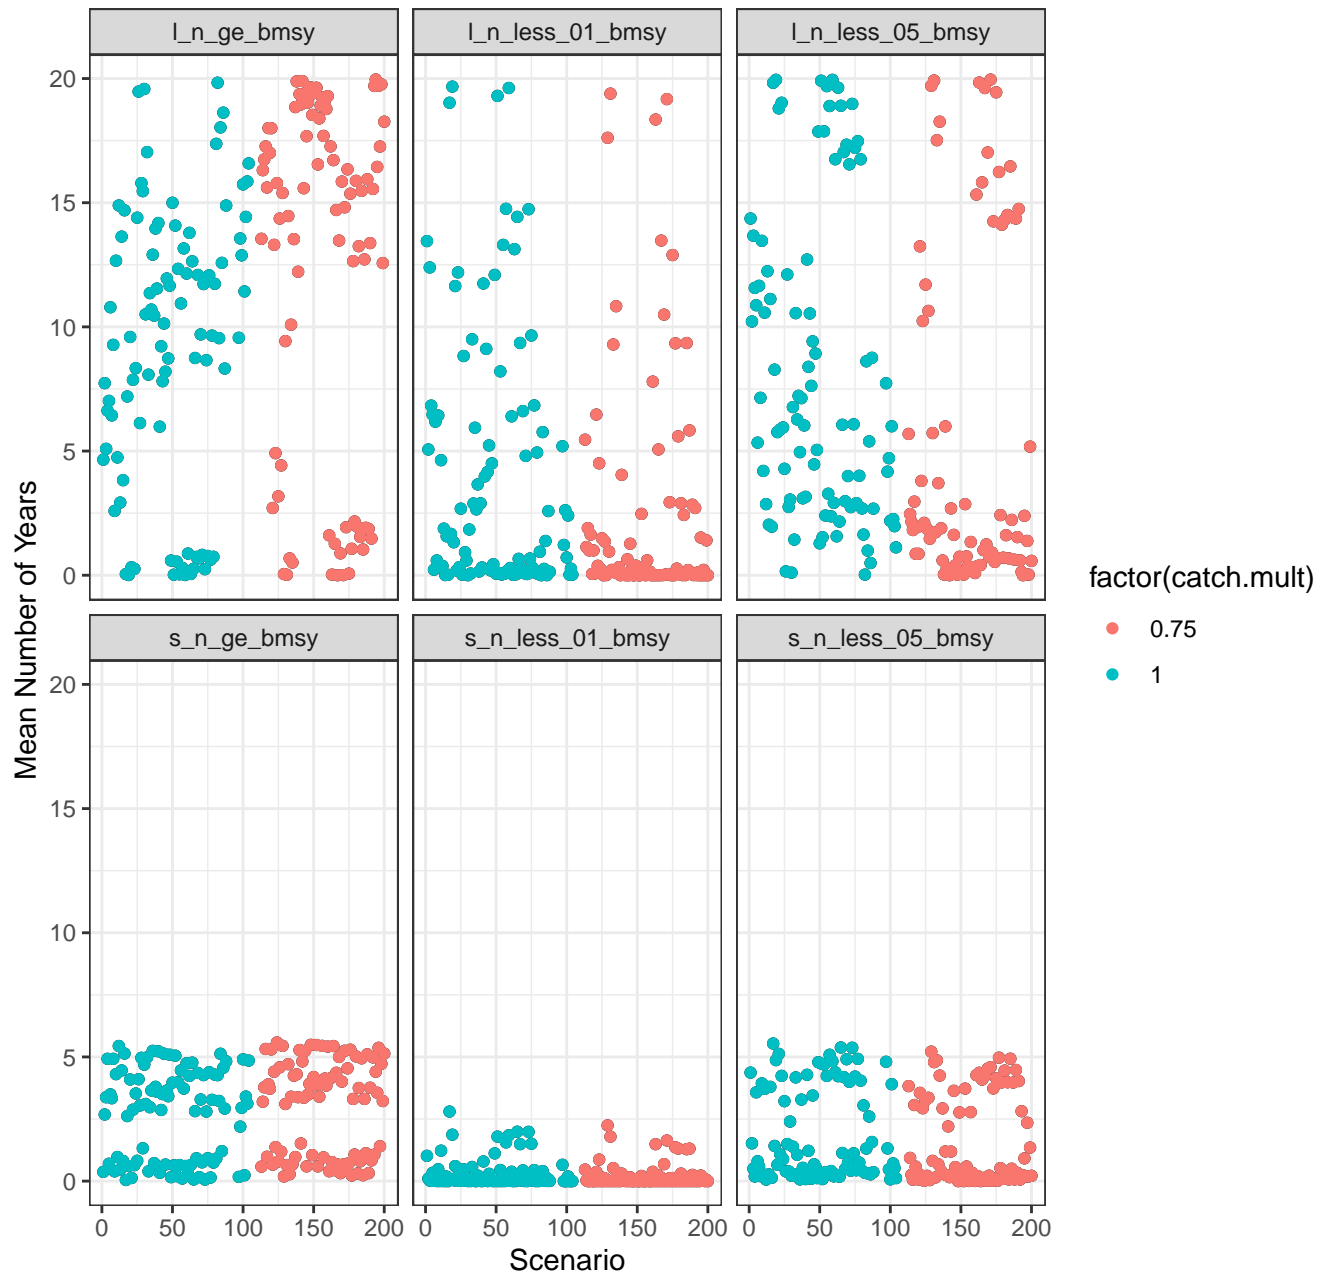 l_n_ge_bmsy l_n_less_01_bmsy l_n_less_05_bmsy
20
15
10
5
0
s_n_ge_bmsy s_n_less_01_bmsy s_n_less_05_bmsy
20
15
10
5
0
0 50 100 150 200 0 50 100 150 200 0 50 100 150 200
Scenario
Mean Number of Years
factor(catch.mult)
0.75
1